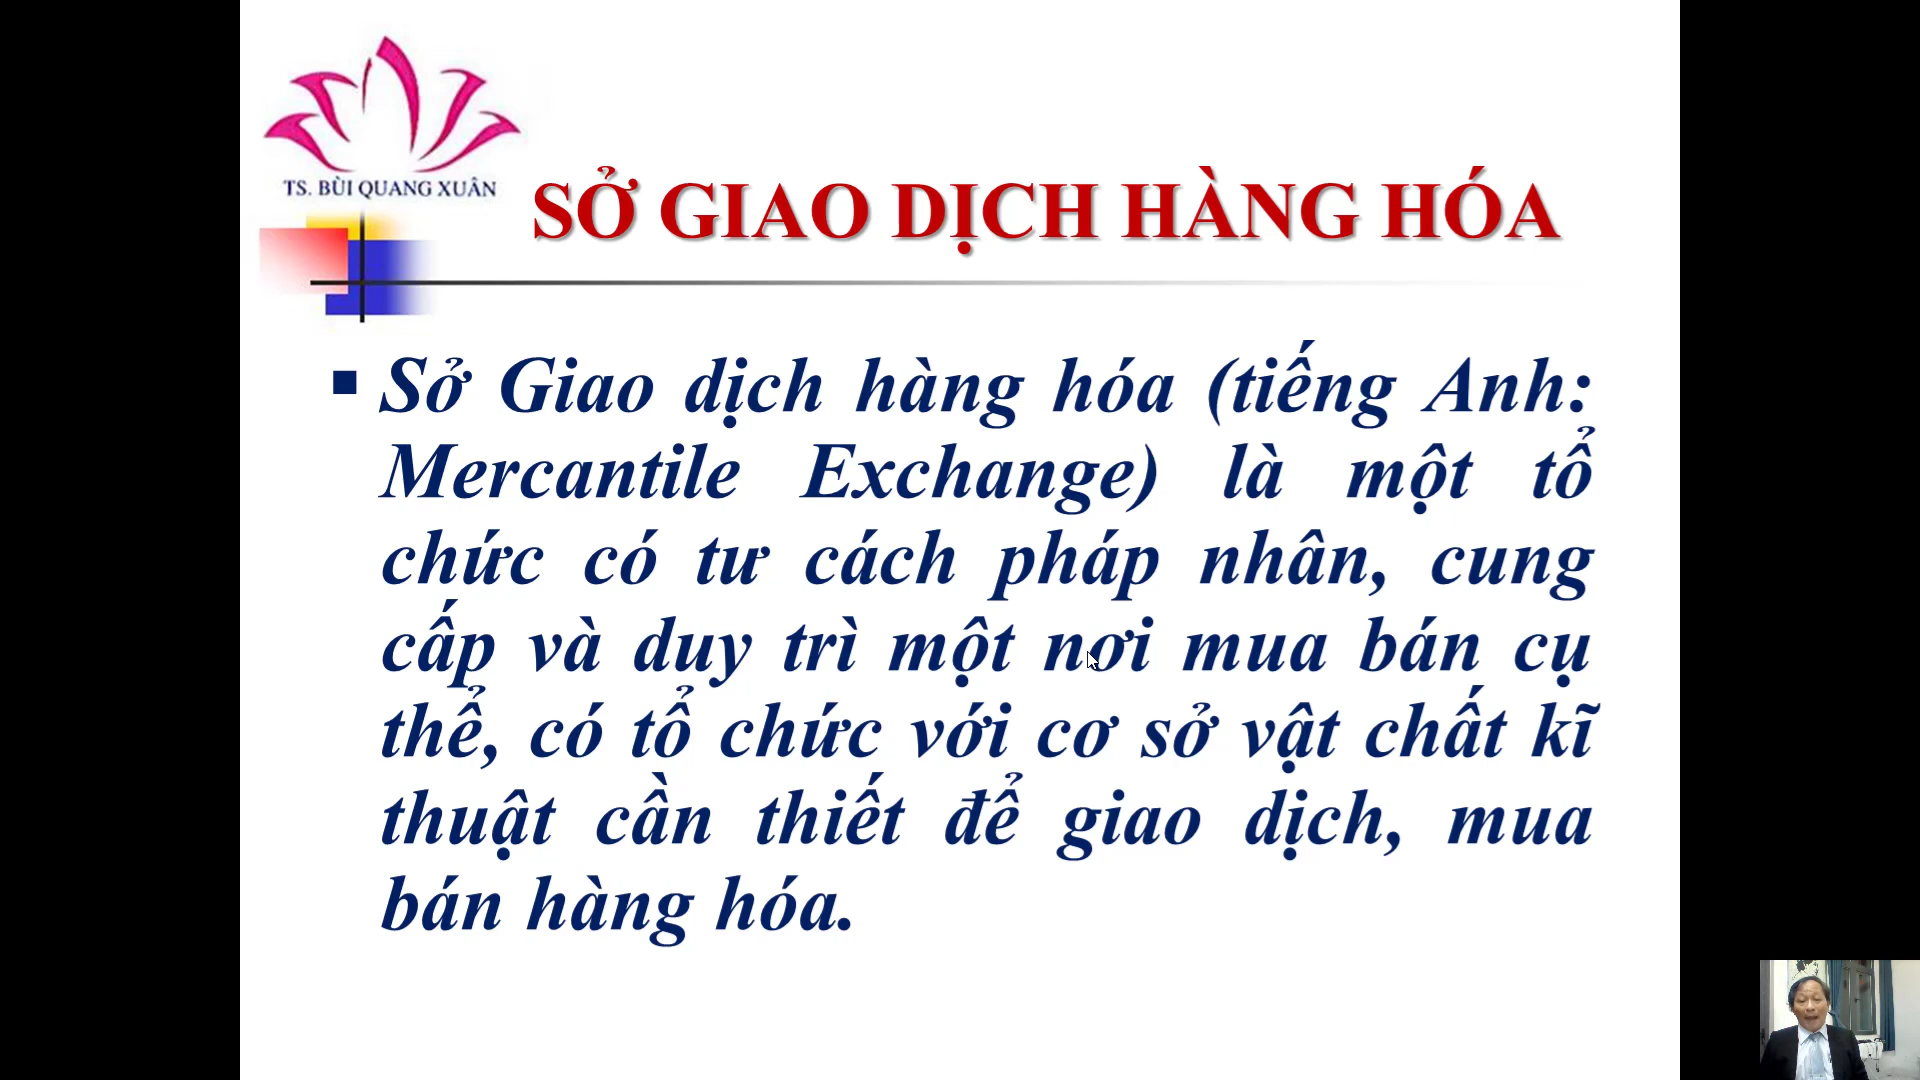 TS. BÙI QUANG XUÂN
SỞ GIAO DỊCH HÀNG HÓA
Sở Giao dịch hàng hóa (tiếng Anh:
Mercantile Exchange) là một tổ
chức có tư cách pháp nhân, cung
cấp và duy trì một nơi mua bán cụ
thể, có tổ chức với cơ sở vật chất kĩ
thuật cần thiết để giao dịch, mua
bán hàng hóa.